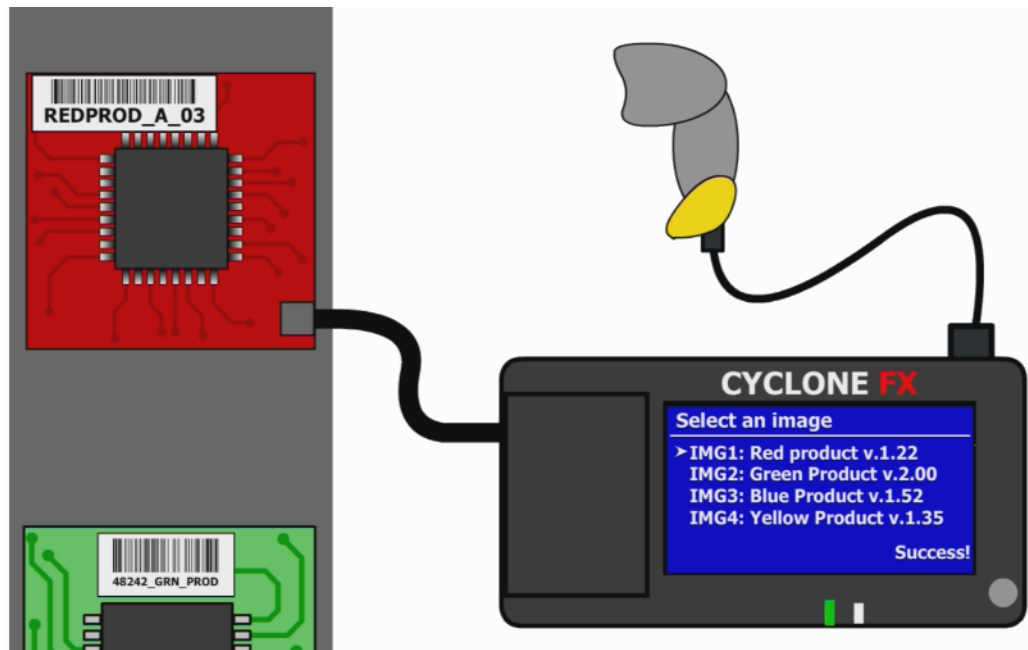 REDPROD_A_03
CYCLONE FX
Select an image
➤IMG1: Red product v.1.22
IMG2: Green Product v.2.00
IMG3: Blue Product v.1.52
IMG4: Yellow Product v.1.35
Success!
48242_GRN_PROD